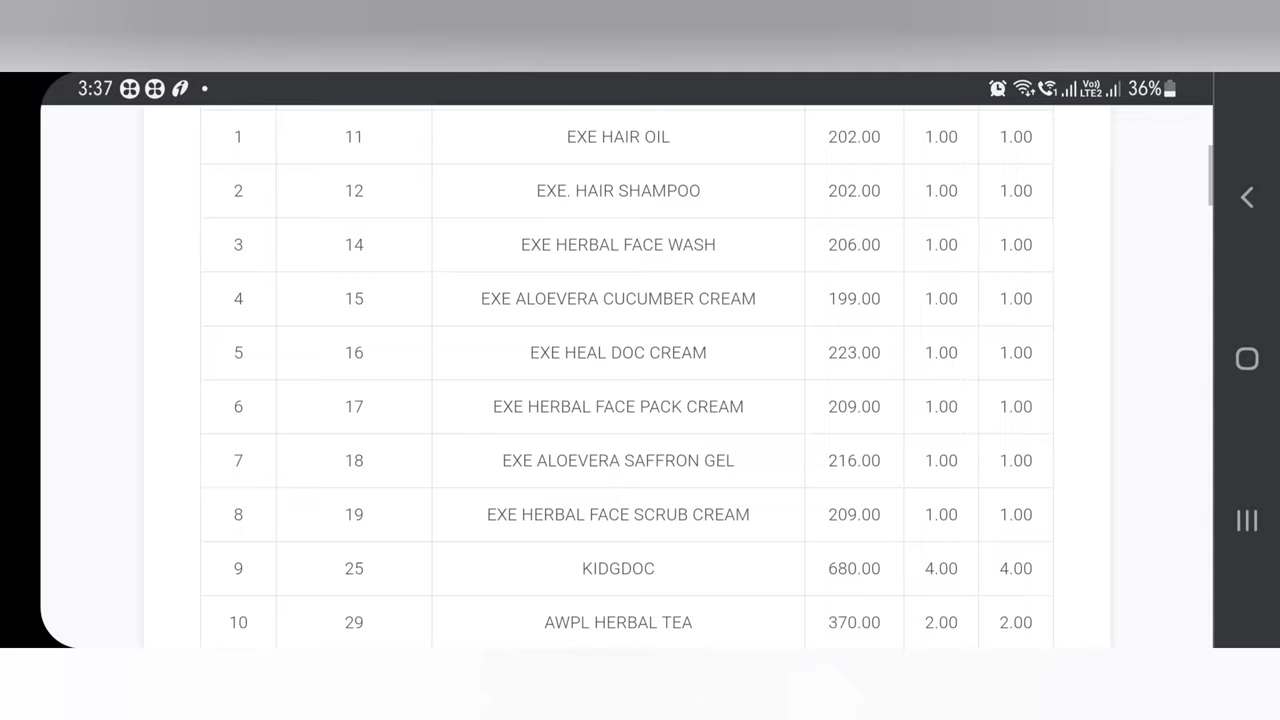 3:37 Vo) LTE2 36%
1 11 EXE HAIR OIL 202.00 1.00 1.00
2 12 EXE. HAIR SHAMPOO 202.00 1.00 1.00
3 14 EXE HERBAL FACE WASH 206.00 1.00 1.00
4 15 EXE ALOEVERA CUCUMBER CREAM 199.00 1.00 1.00
5 16 EXE HEAL DOC CREAM 223.00 1.00 1.00
6 17 EXE HERBAL FACE PACK CREAM 209.00 1.00 1.00
7 18 EXE ALOEVERA SAFFRON GEL 216.00 1.00 1.00
8 19 EXE HERBAL FACE SCRUB CREAM 209.00 1.00 1.00
9 25 KIDGDOC 680.00 4.00 4.00
10 29 AWPL HERBAL TEA 370.00 2.00 2.00